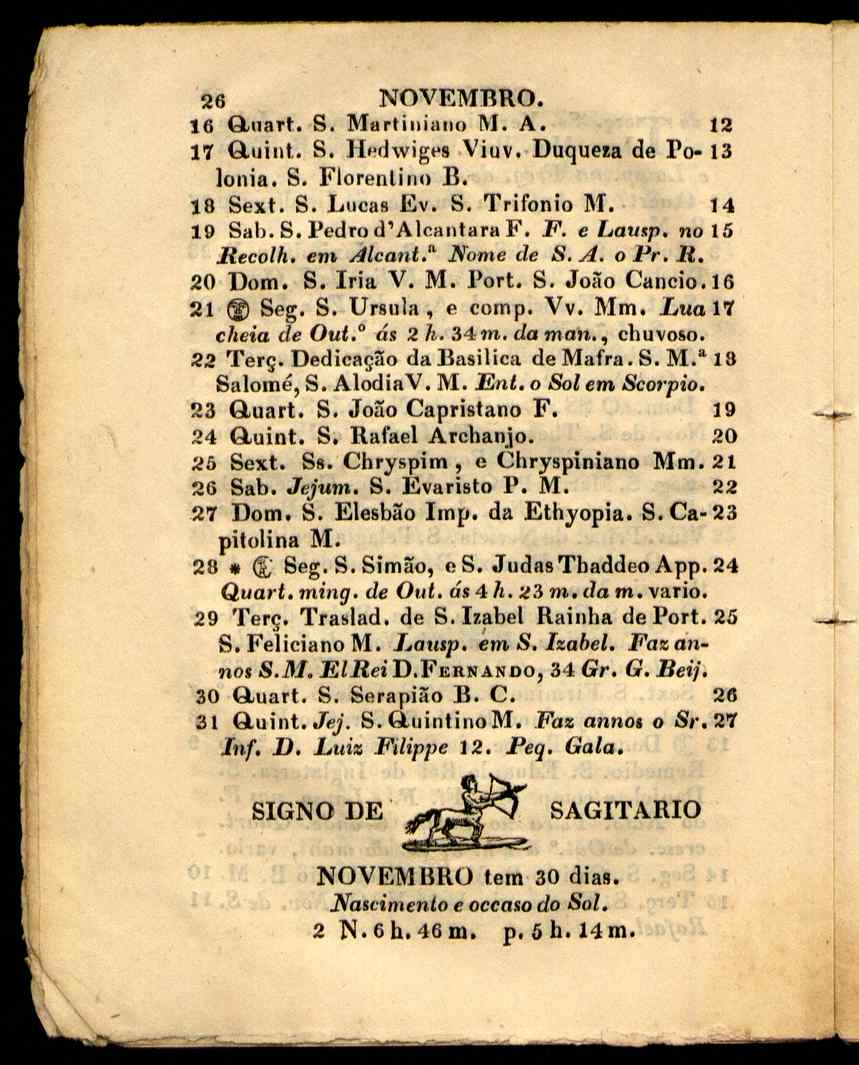 26 NOVEMBRO.
16 Quart. S. Martiniano M. A. 12
17 Quint. S. Hedwiges Viuv. Duqueza de Po- 13
lonia. S. Florentino B.
18 Sext. S. Lucas Ev. S. Trifonio M. 14
19 Sab. S. Pedro d'Alcantara F. F. e Lausp. no 15
Recolh. em Alcant.ª Nome de S. A. o Pr. R.
20 Dom. S. Iria V. M. Port. S. João Cancio. 16
21 Seg. S. Ursula, e comp. Vv. Mm. Lua 17
cheia de Out.º ás 2 h. 34 m. da man., chuvoso.
22 Terç. Dedicação da Basilica de Mafra. S. M.ª 18
Salomé, S. Alodia V. M. Ent. o Sol em Scorpio.
23 Quart. S. João Capristano F. 19
24 Quint. S. Rafael Archanjo. 20
25 Sext. Ss. Chryspim, e Chryspiniano Mm. 21
26 Sab. Jejum. S. Evaristo P. M. 22
27 Dom. S. Elesbão Imp. da Ethyopia. S. Ca- 23
pitolina M.
28 * Seg. S. Simão, e S. Judas Thaddeo App. 24
Quart. ming. de Out. ás 4 h. 23 m. da m. vario.
29 Terç. Traslad. de S. Izabel Rainha de Port. 25
S. Feliciano M. Lausp. em S. Izabel. Faz an-
nos S. M. El Rei D. FERNANDO, 34 Gr. G. Beij.
30 Quart. S. Serapião B. C. 26
31 Quint. Jej. S. Quintino M. Faz annos o Sr. 27
Inf. D. Luiz Filippe 12. Peq. Gala.
SIGNO DE SAGITARIO
NOVEMBRO tem 30 dias.
Nascimento e occaso do Sol.
2 N. 6 h. 46 m. p. 5 h. 14 m.